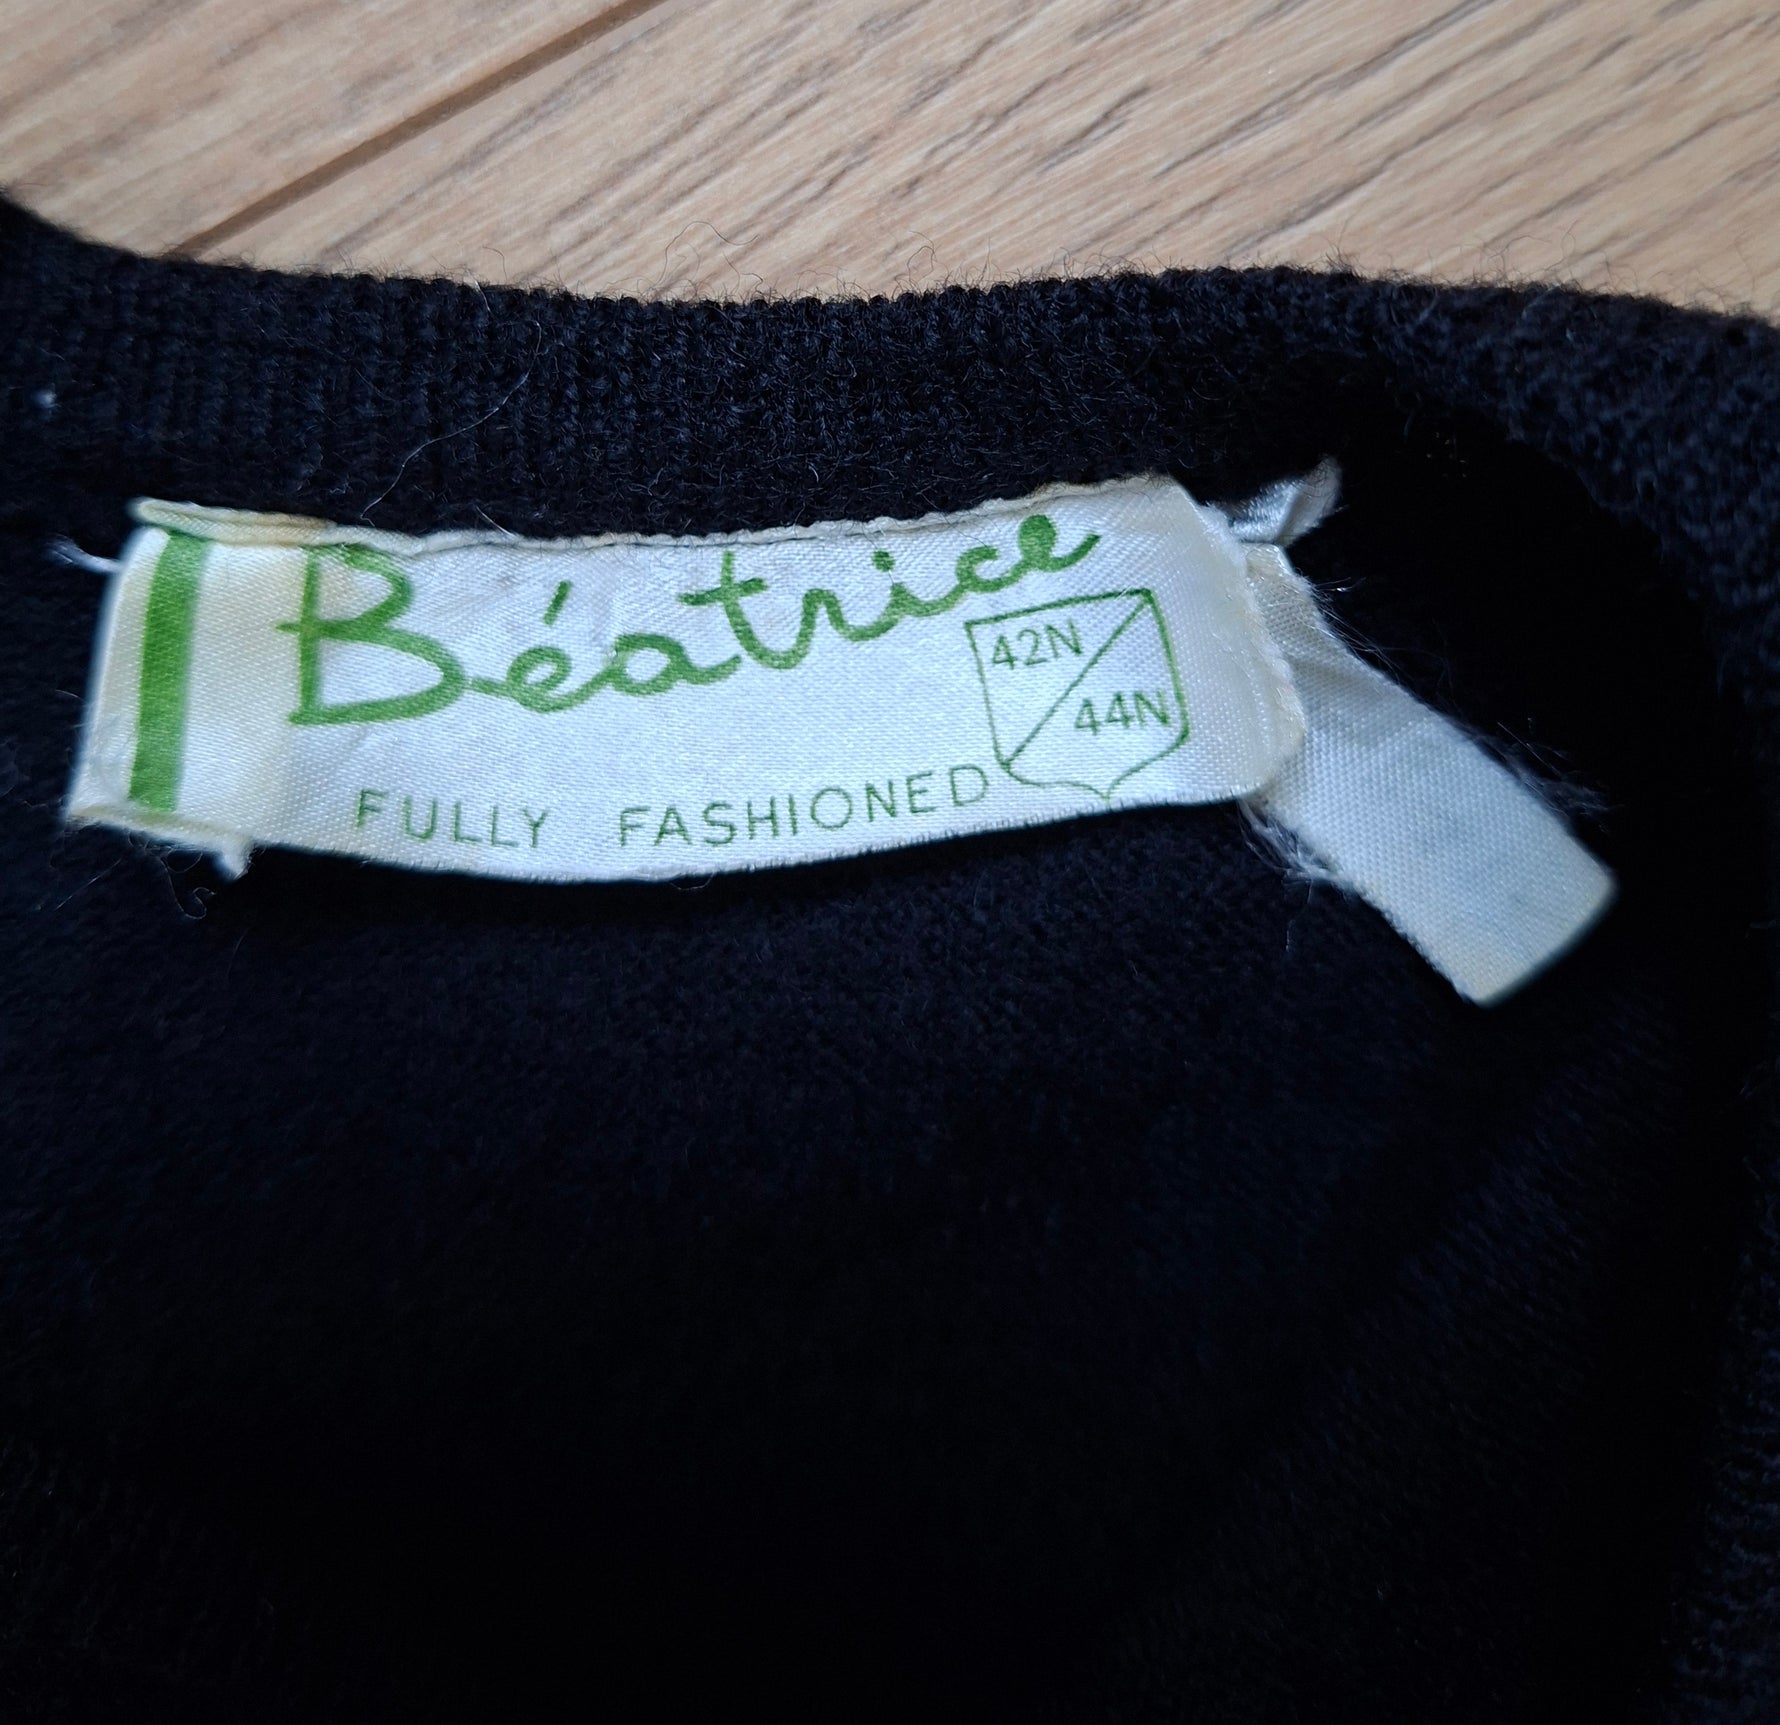 Béatrice
42N
44N
FULLY FASHIONED